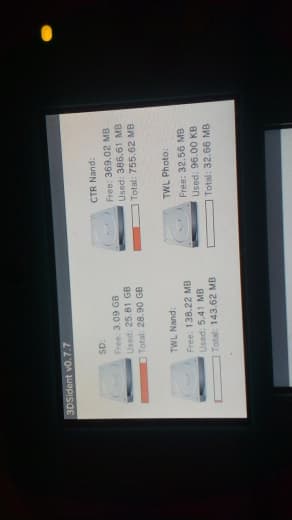 3DSident v0.7.7
SD:
Free: 3.09 GB
Used: 25.81 GB
Total: 28.90 GB
CTR Nand:
Free: 369.02 MB
Used: 386.61 MB
Total: 755.62 MB
TWL Nand:
Free: 138.22 MB
Used: 5.41 MB
Total: 143.62 MB
TWL Photo:
Free: 32.56 MB
Used: 96.00 KB
Total: 32.66 MB